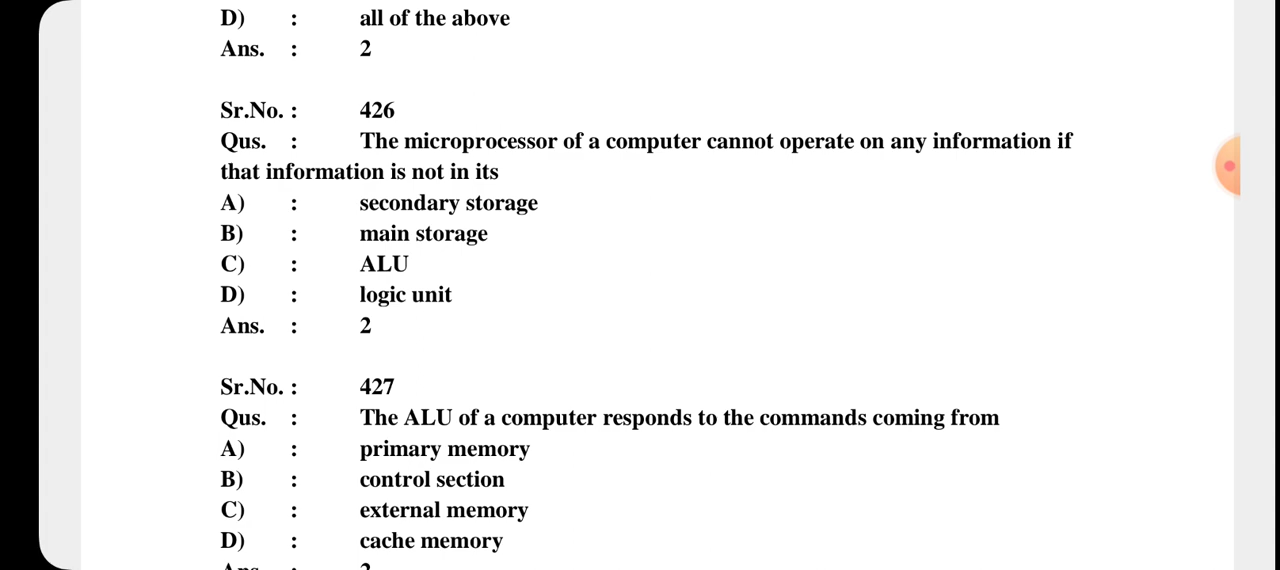 D) : all of the above
Ans. : 2
Sr.No. : 426
Qus. : The microprocessor of a computer cannot operate on any information if
that information is not in its
A) : secondary storage
B) : main storage
C) : ALU
D) : logic unit
Ans. : 2
Sr.No. : 427
Qus. : The ALU of a computer responds to the commands coming from
A) : primary memory
B) : control section
C) : external memory
D) : cache memory